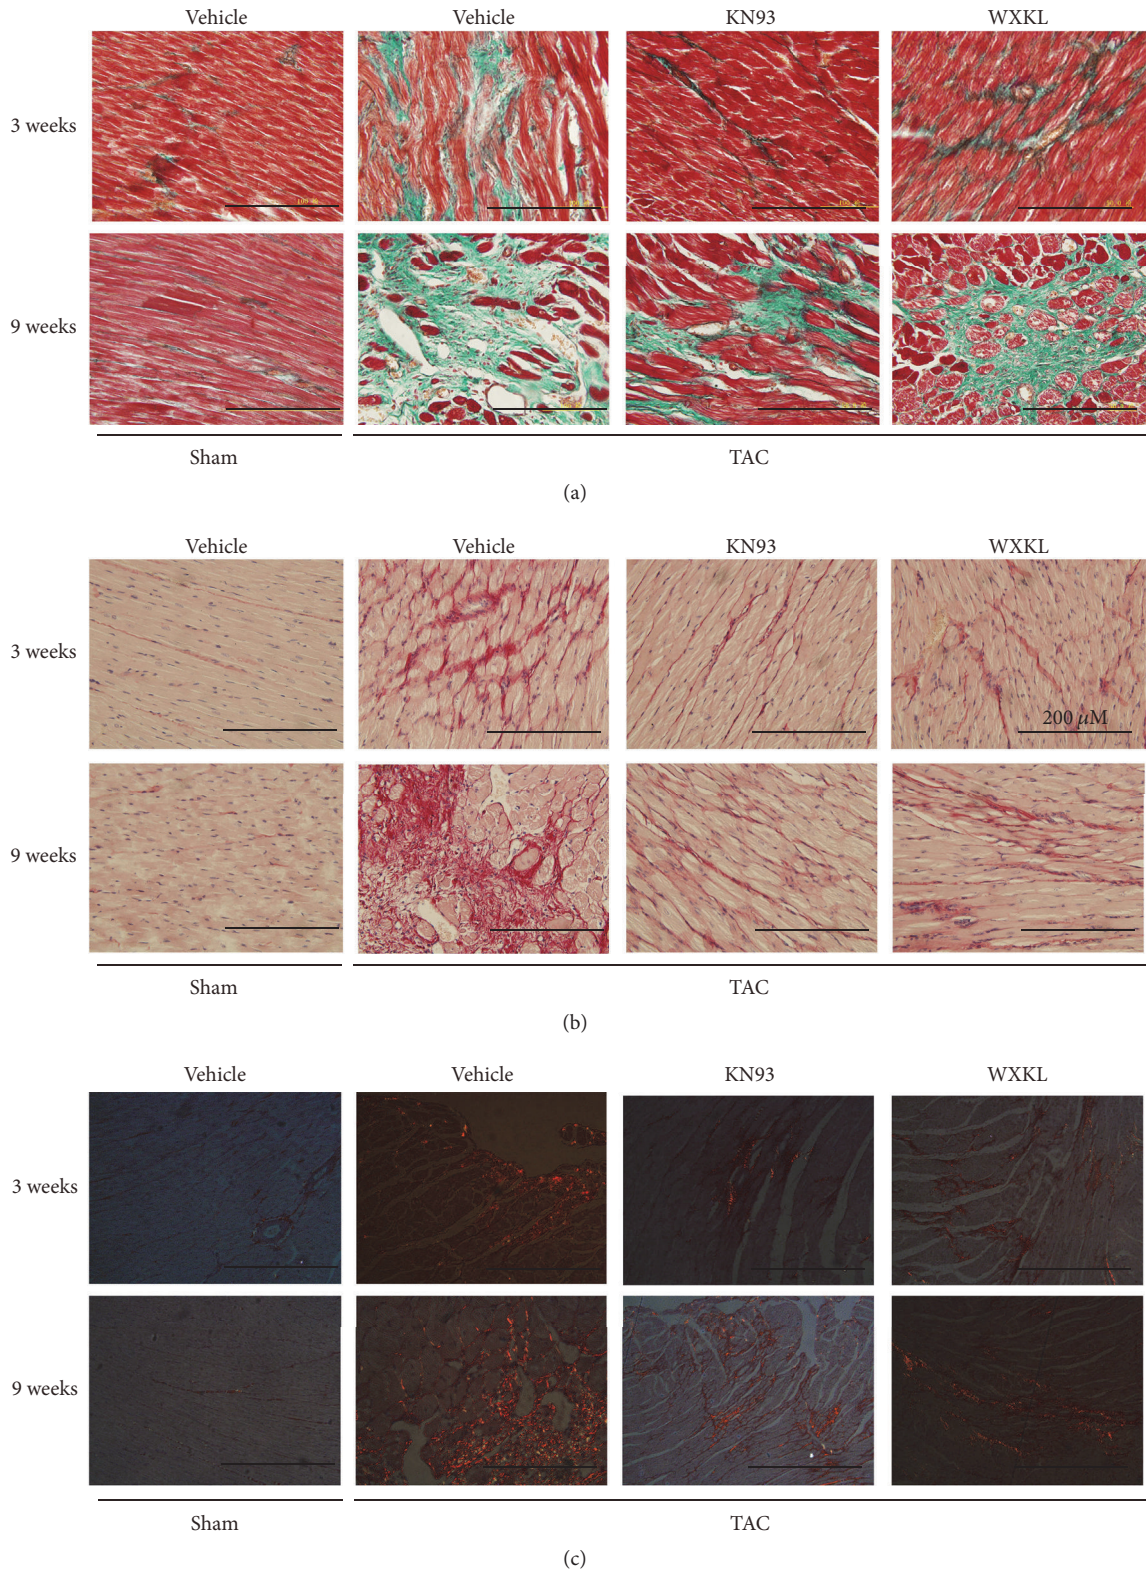 Vehicle Vehicle KN93 WXKL
3 weeks
9 weeks
Sham TAC
(a)
Vehicle Vehicle KN93 WXKL
3 weeks
200 μM
9 weeks
Sham TAC
(b)
Vehicle Vehicle KN93 WXKL
3 weeks
9 weeks
Sham TAC
(c)